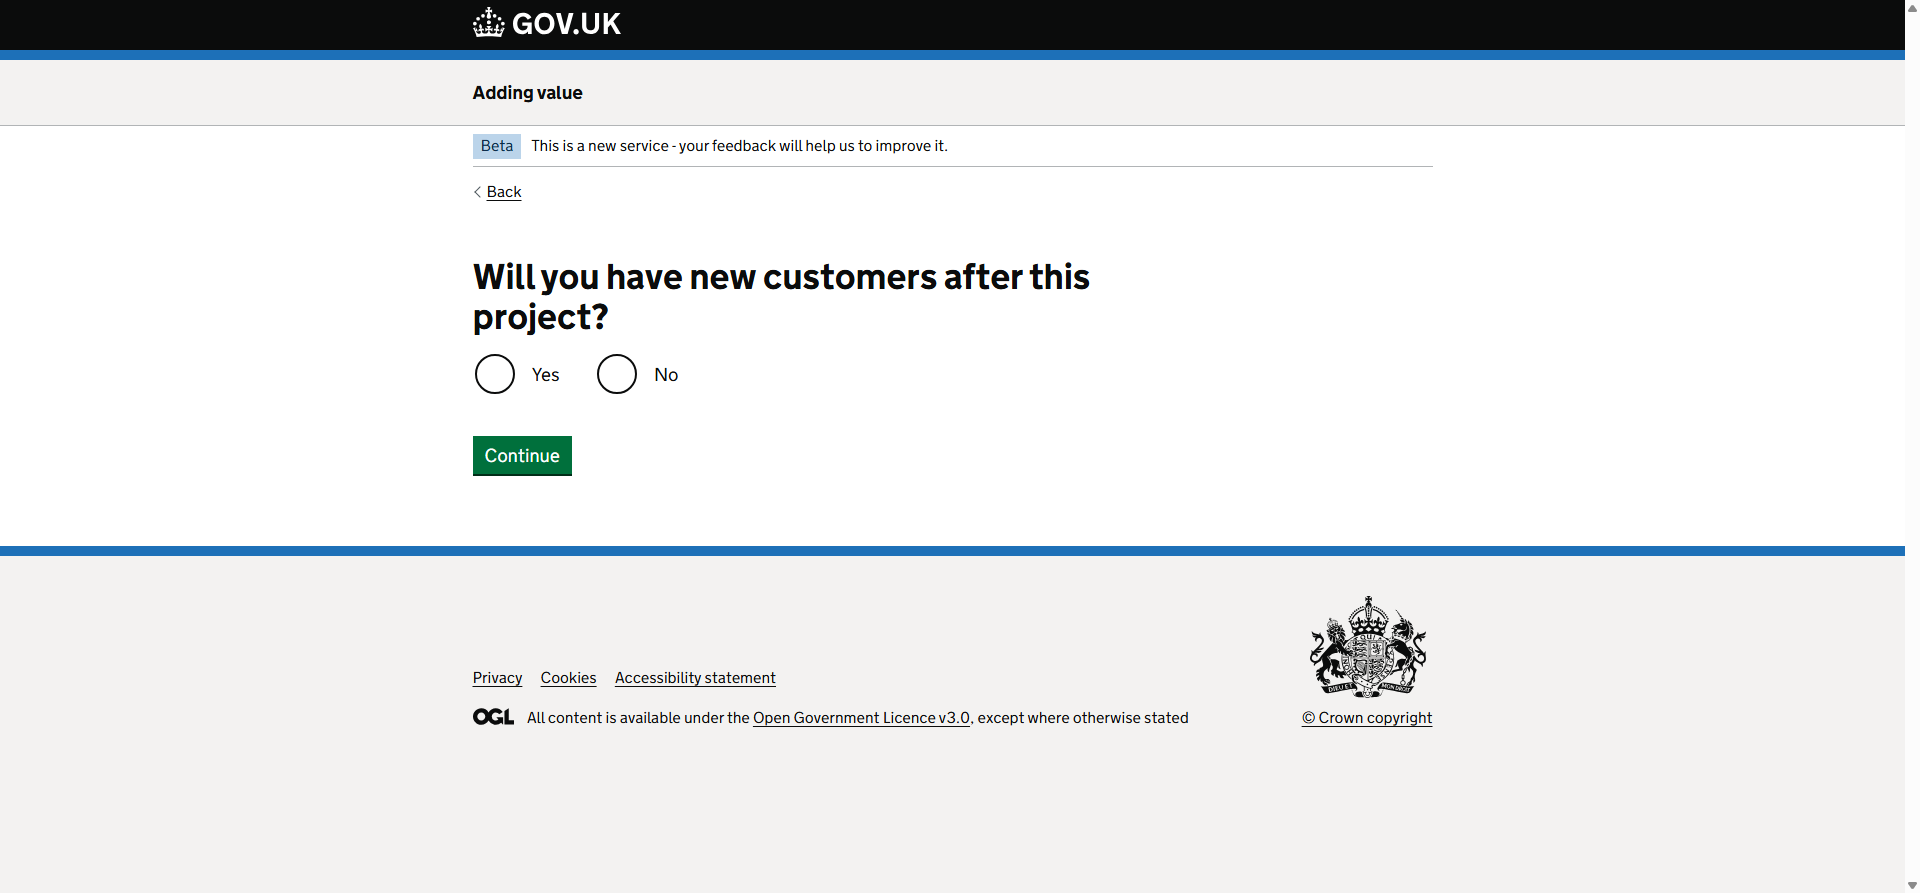 GOV.UK
Adding value
Beta This is a new service - your feedback will help us to improve it.
Back
Will you have new customers after this
project?
Yes No
Continue
Privacy Cookies Accessibility statement
OGL All content is available under the Open Government Licence v3.0, except where otherwise stated
© Crown copyright